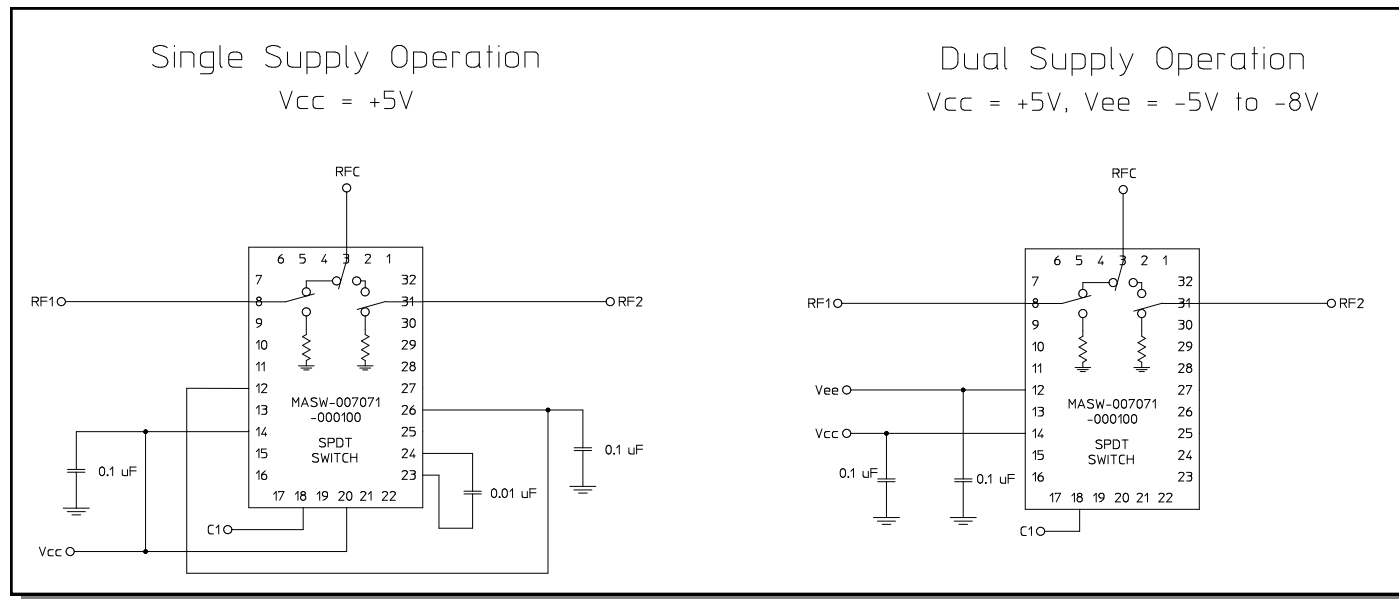 Single Supply Operation
Vcc = +5V
RFC
6 5 4 3 2 1
7 32
RF1 8 31 RF2
9 30
10 29
11 28
12 27
13 MASW-007071 26
-000100
14 25
15 SPDT 24
SWITCH
16 23
0.1 uF
0.1 uF
0.01 uF
17 18 19 20 21 22
C1
Vcc
Dual Supply Operation
Vcc = +5V, Vee = -5V to -8V
RFC
6 5 4 3 2 1
7 32
RF1 8 31 RF2
9 30
10 29
11 28
Vee 12 27
13 MASW-007071 26
-000100
Vcc 14 25
15 SPDT 24
SWITCH
16 23
0.1 uF
0.1 uF
17 18 19 20 21 22
C1